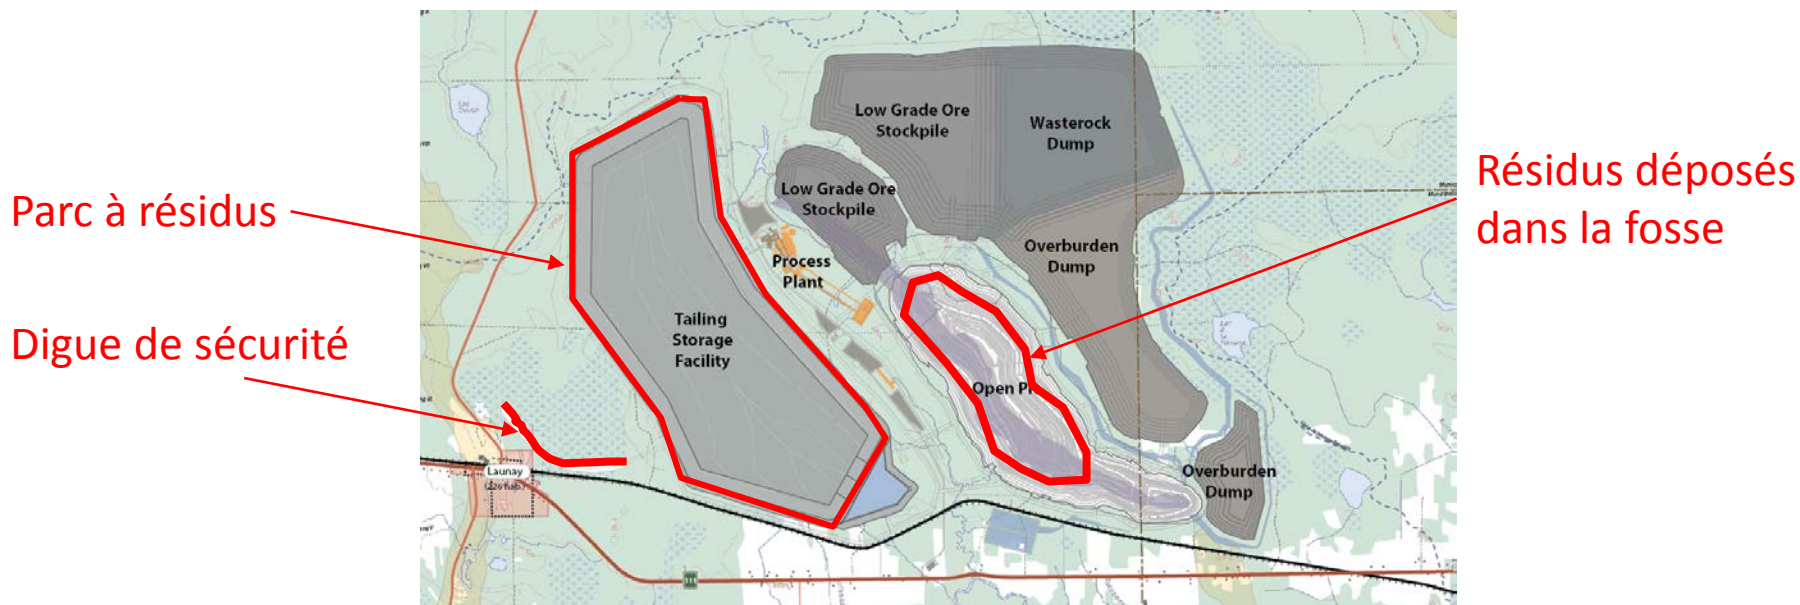 Parc à résidus
Digue de sécurité
Low Grade Ore
Stockpile
Wasterock
Dump
Low Grade Ore
Stockpile
Overburden
Dump
Process
Plant
Tailing
Storage
Facility
Open Pi
Overburden
Dump
Launay
111
Résidus déposés
dans la fosse